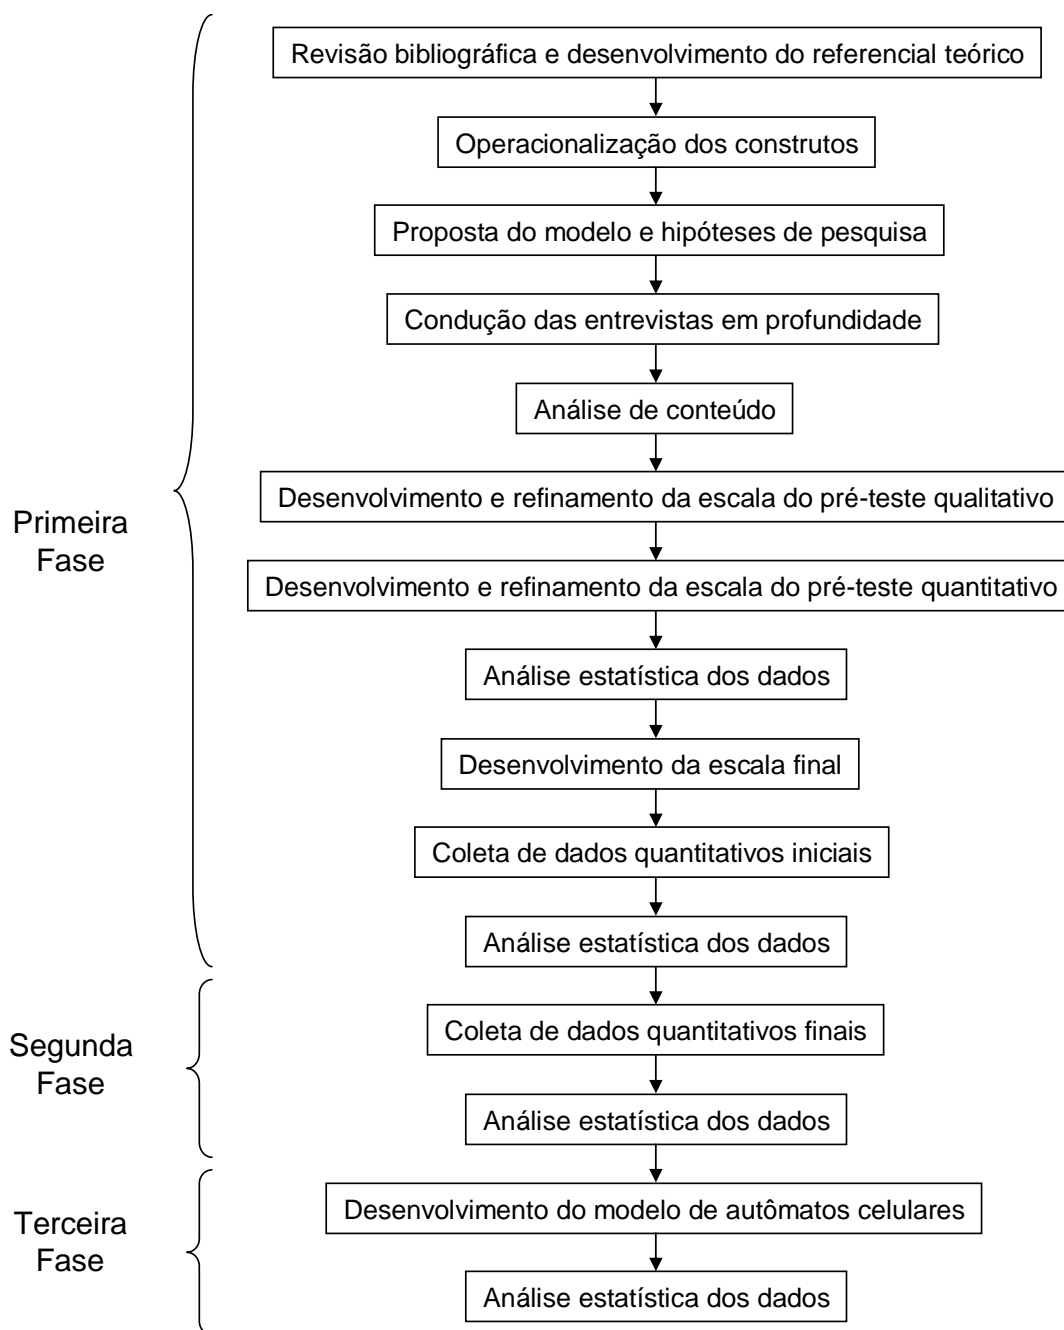 Revisão bibliográfica e desenvolvimento do referencial teórico
Operacionalização dos construtos
Proposta do modelo e hipóteses de pesquisa
Condução das entrevistas em profundidade
Análise de conteúdo
Desenvolvimento e refinamento da escala do pré-teste qualitativo
Primeira
Fase
Desenvolvimento e refinamento da escala do pré-teste quantitativo
Análise estatística dos dados
Desenvolvimento da escala final
Coleta de dados quantitativos iniciais
Análise estatística dos dados
Coleta de dados quantitativos finais
Segunda
Fase
Análise estatística dos dados
Desenvolvimento do modelo de autômatos celulares
Terceira
Fase
Análise estatística dos dados